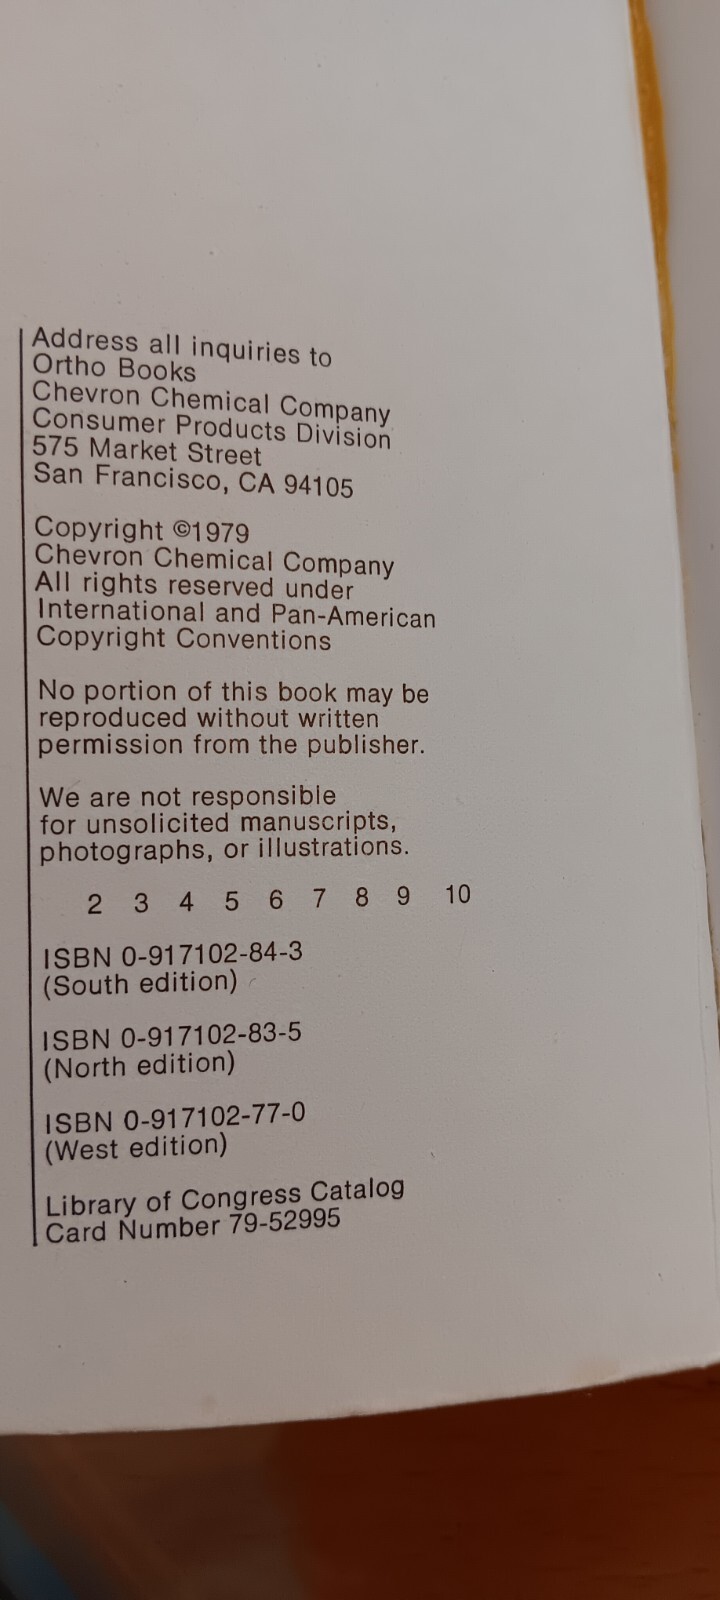 Address all inquiries to
Ortho Books
Chevron Chemical Company
Consumer Products Division
575 Market Street
San Francisco, CA 94105
Copyright ©1979
Chevron Chemical Company
All rights reserved under
International and Pan-American
Copyright Conventions
No portion of this book may be
reproduced without written
permission from the publisher.
We are not responsible
for unsolicited manuscripts,
photographs, or illustrations.
2 3 4 5 6 7 8 9 10
ISBN 0-917102-84-3
(South edition)
ISBN 0-917102-83-5
(North edition)
ISBN 0-917102-77-0
(West edition)
Library of Congress Catalog
Card Number 79-52995